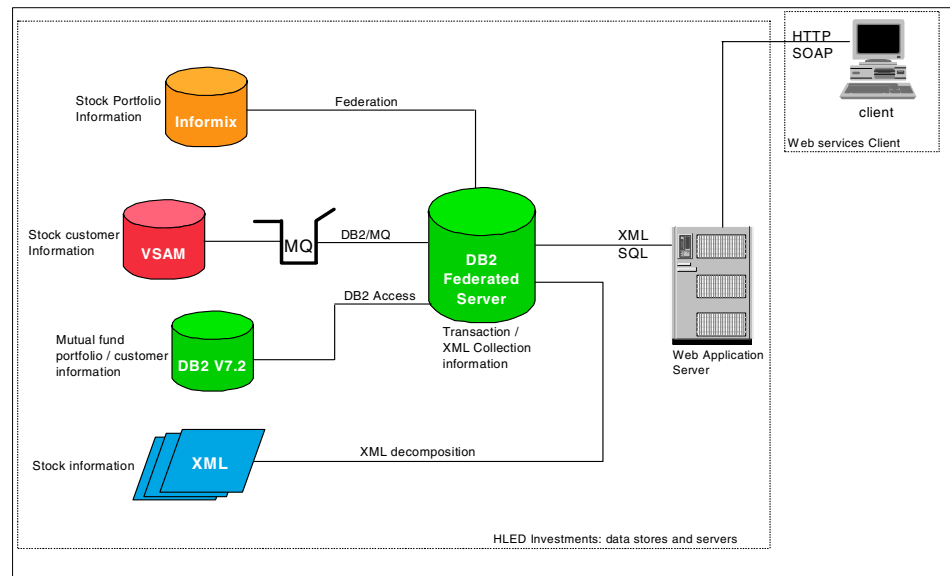 HTTP
SOAP
client
Web services Client
Stock Portfolio
Information
Informix
Federation
Stock customer
Information
VSAM
MQ
DB2/MQ
DB2
Federated
Server
XML
SQL
DB2 Access
Transaction /
XML Collection
information
Web Application
Server
Mutual fund
portfolio / customer
information
DB2 V7.2
Stock information
XML
XML decomposition
HLED Investments: data stores and servers